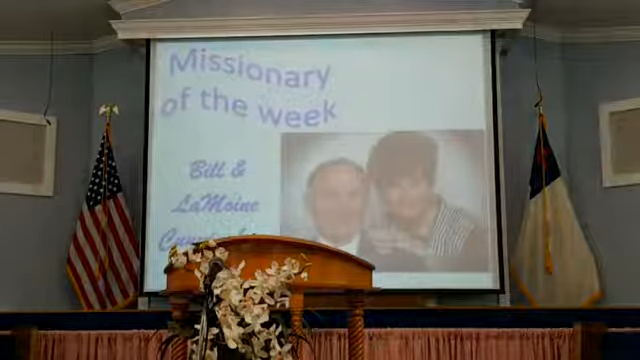 Missionary
of the week
Bill &
LaMoine